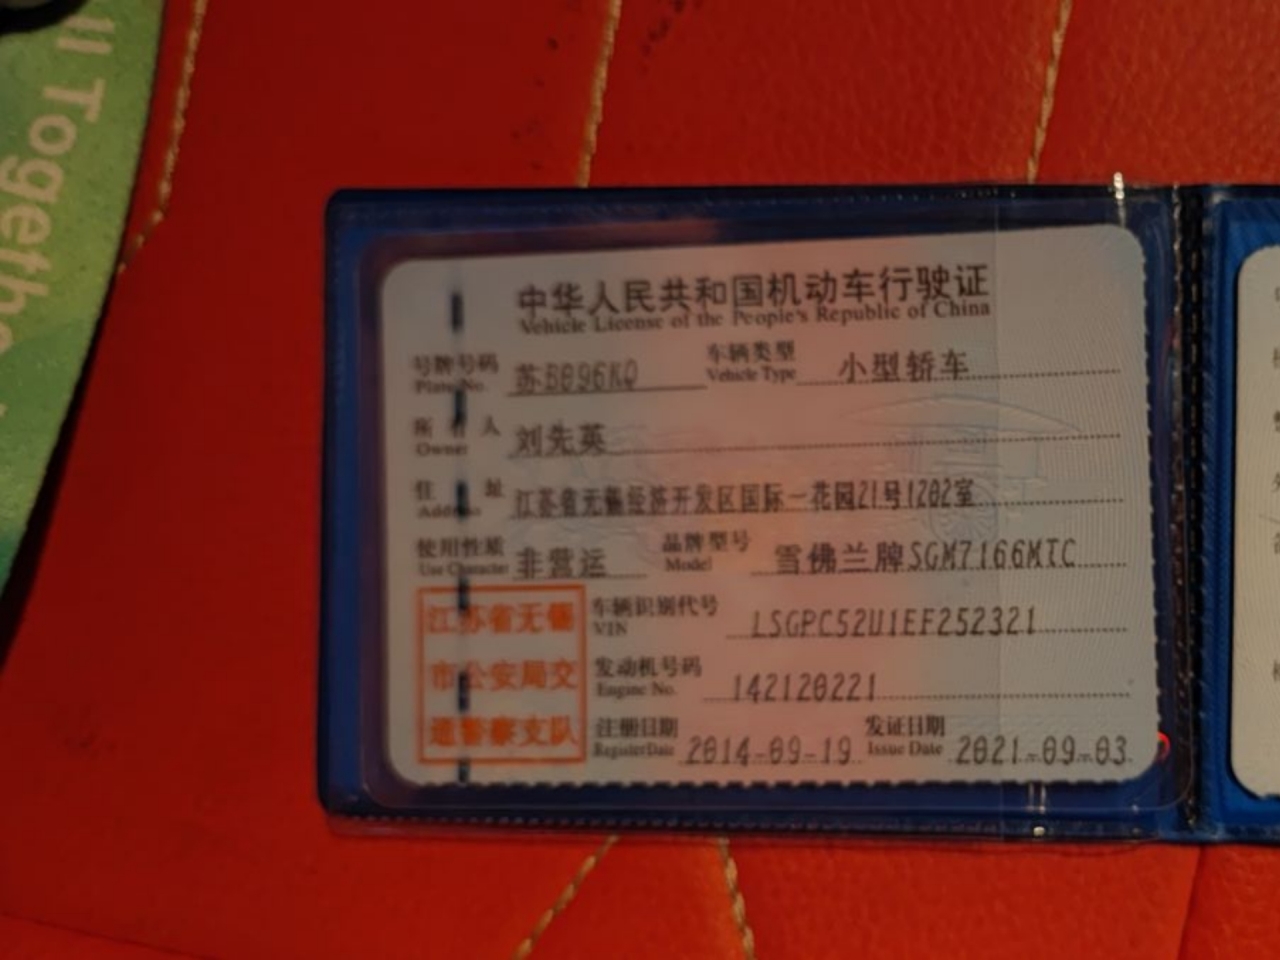 ll Together
中华人民共和国机动车行驶证
Vehicle License of the People's Republic of China
号牌号码 苏B096KQ 车辆类型 小型轿车
Plate No. Vehicle Type
所有人 刘先英
Owner
住址 江苏省无锡经济开发区国际一花园21号1202室
Address
使用性质 非营运 品牌型号 雪佛兰牌SGM7166MTC
Use Character Model
江苏省无锡
市公安局交
通警察支队
车辆识别代号 LSGPC52U1EF252321
VIN
发动机号码 142120221
Engine No.
注册日期 2014-09-19 发证日期 2021-09-03
Register Date Issue Date